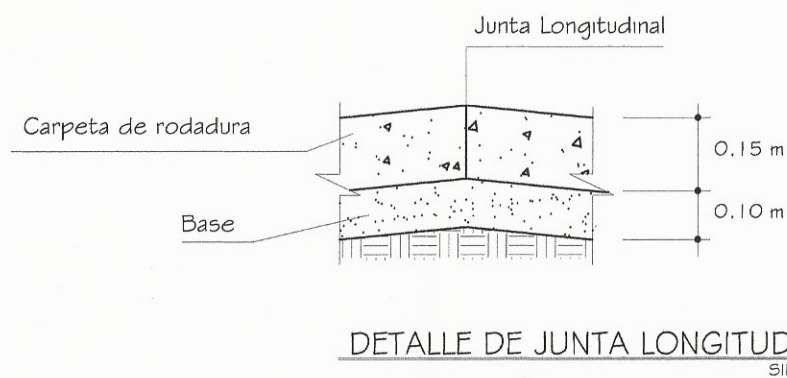 Junta Longitudinal
Carpeta de rodadura
0.15 m
0.10 m
Base
DETALLE DE JUNTA LONGITUD